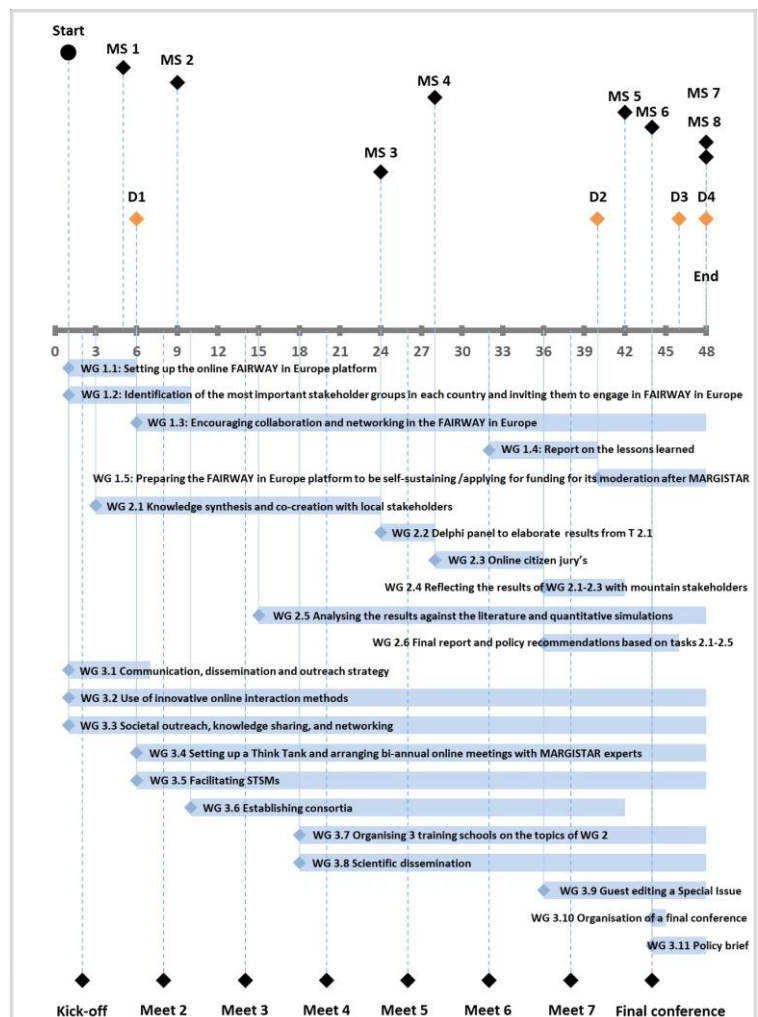 Start
MS 1
MS 2
MS 4
MS 7
MS 5
MS 6
MS 8
MS 3
D1
D2
D3
D4
End
0 3 6 9 12 15 18 21 24 27 30 33 36 39 42 45 48
WG 1.1: Setting up the online FAIRWAY in Europe platform
WG 1.2: Identification of the most important stakeholder groups in each country and inviting them to engage in FAIRWAY in Europe
WG 1.3: Encouraging collaboration and networking in the FAIRWAY in Europe
WG 1.4: Report on the lessons learned
WG 1.5: Preparing the FAIRWAY in Europe platform to be self-sustaining /applying for funding for its moderation after MARGISTAR
WG 2.1 Knowledge synthesis and co-creation with local stakeholders
WG 2.2 Delphi panel to elaborate results from T 2.1
WG 2.3 Online citizen jury's
WG 2.4 Reflecting the results of WG 2.1-2.3 with mountain stakeholders
WG 2.5 Analysing the results against the literature and quantitative simulations
WG 2.6 Final report and policy recommendations based on tasks 2.1-2.5
WG 3.1 Communication, dissemination and outreach strategy
WG 3.2 Use of innovative online interaction methods
WG 3.3 Societal outreach, knowledge sharing, and networking
WG 3.4 Setting up a Think Tank and arranging bi-annual online meetings with MARGISTAR experts
WG 3.5 Facilitating STSMs
WG 3.6 Establishing consortia
WG 3.7 Organising 3 training schools on the topics of WG 2
WG 3.8 Scientific dissemination
WG 3.9 Guest editing a Special Issue
WG 3.10 Organisation of a final conference
WG 3.11 Policy brief
Kick-off Meet 2 Meet 3 Meet 4 Meet 5 Meet 6 Meet 7 Final conference